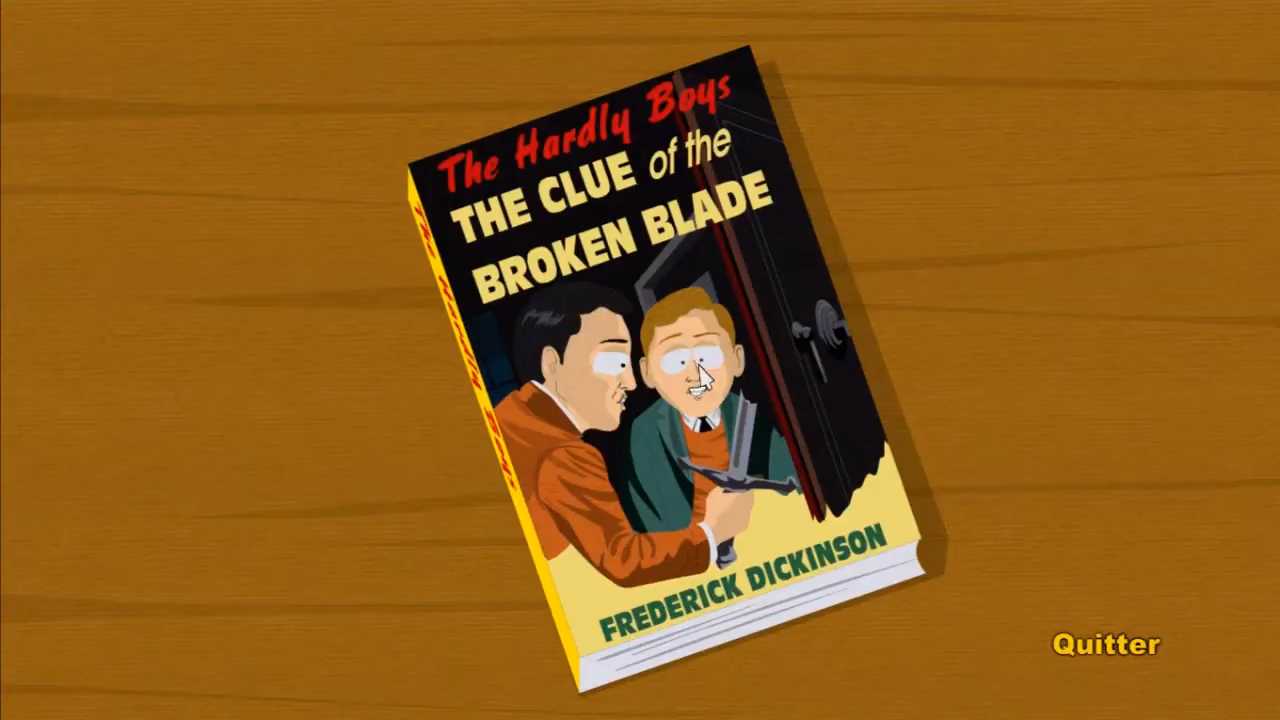 The Hardly Boys
THE CLUE of the
BROKEN BLADE
The Hardly Boys
FREDERICK DICKINSON
Quitter